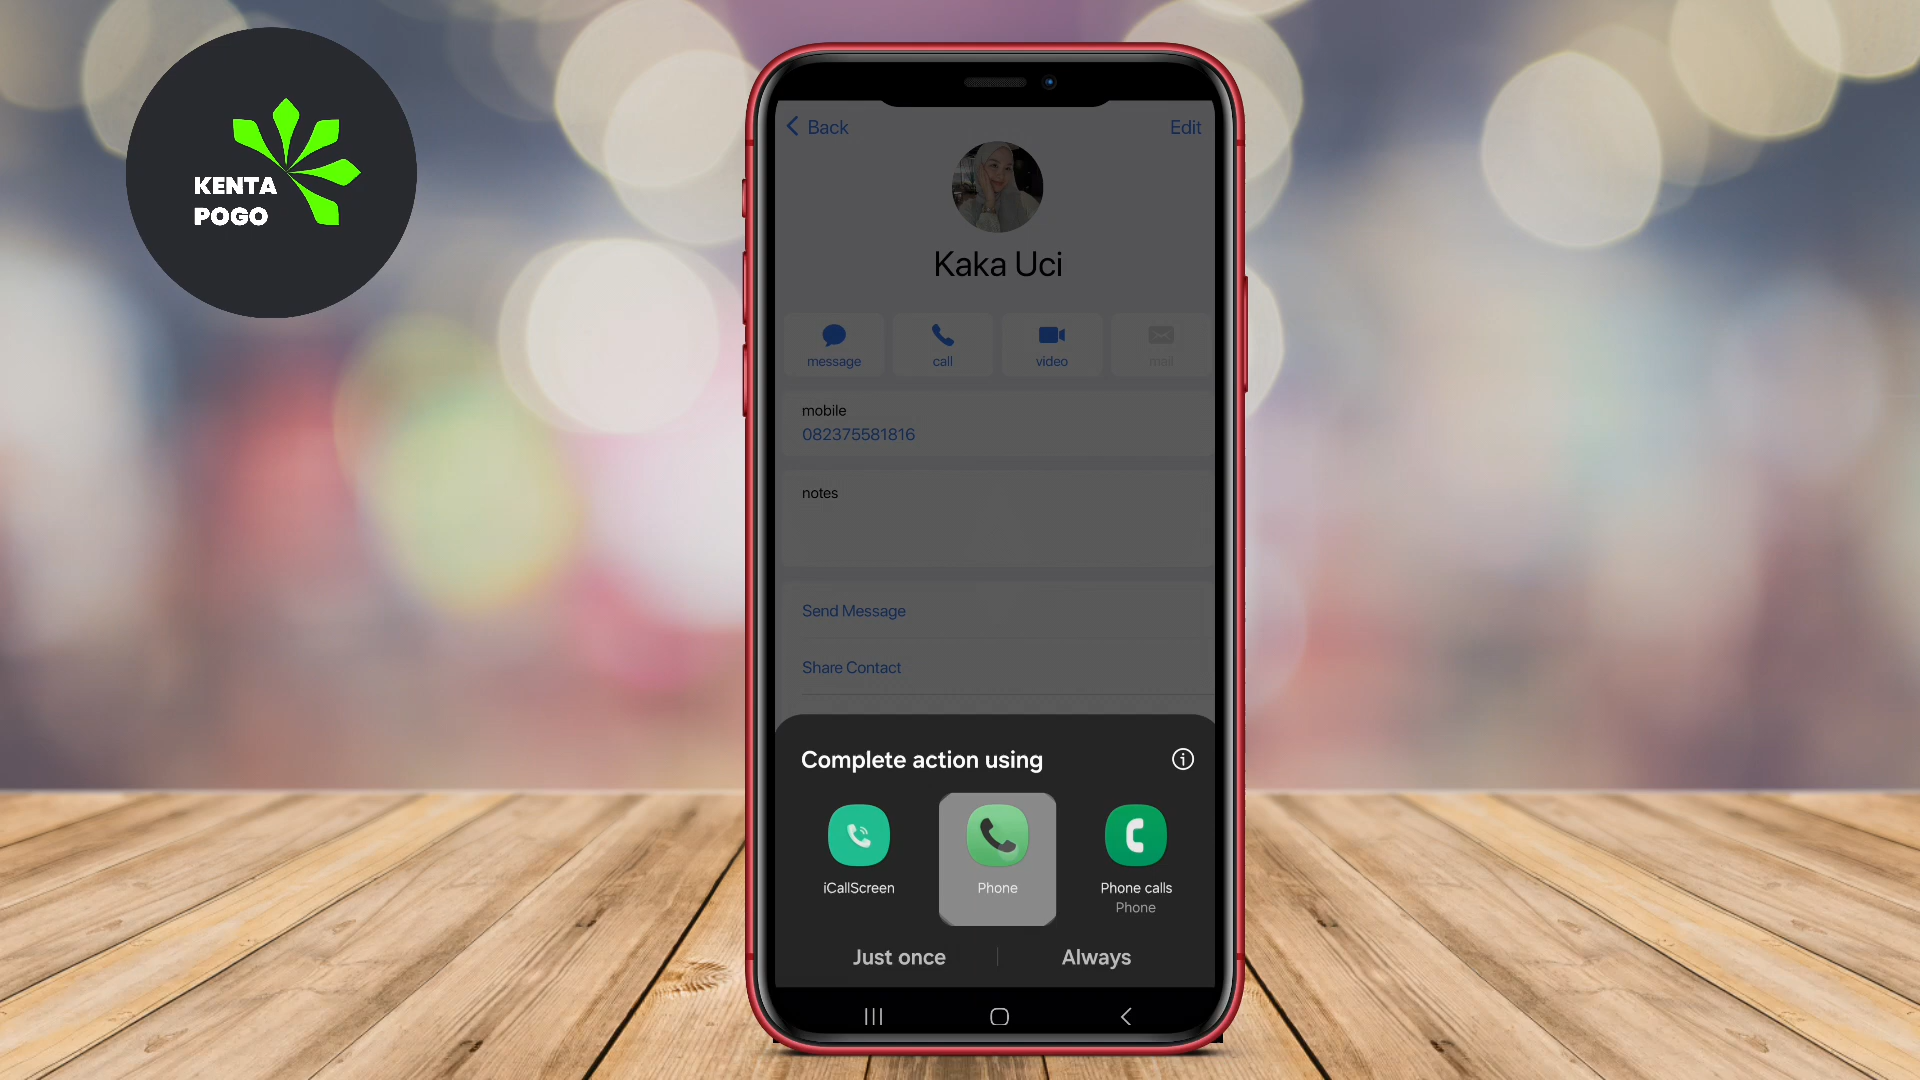 KENTA
POGO
Back
Edit
Kaka Uci
message
call
video
mail
mobile
082375581816
notes
Send Message
Share Contact
Complete action using
iCallScreen
Phone
Phone calls
Phone
Just once
Always